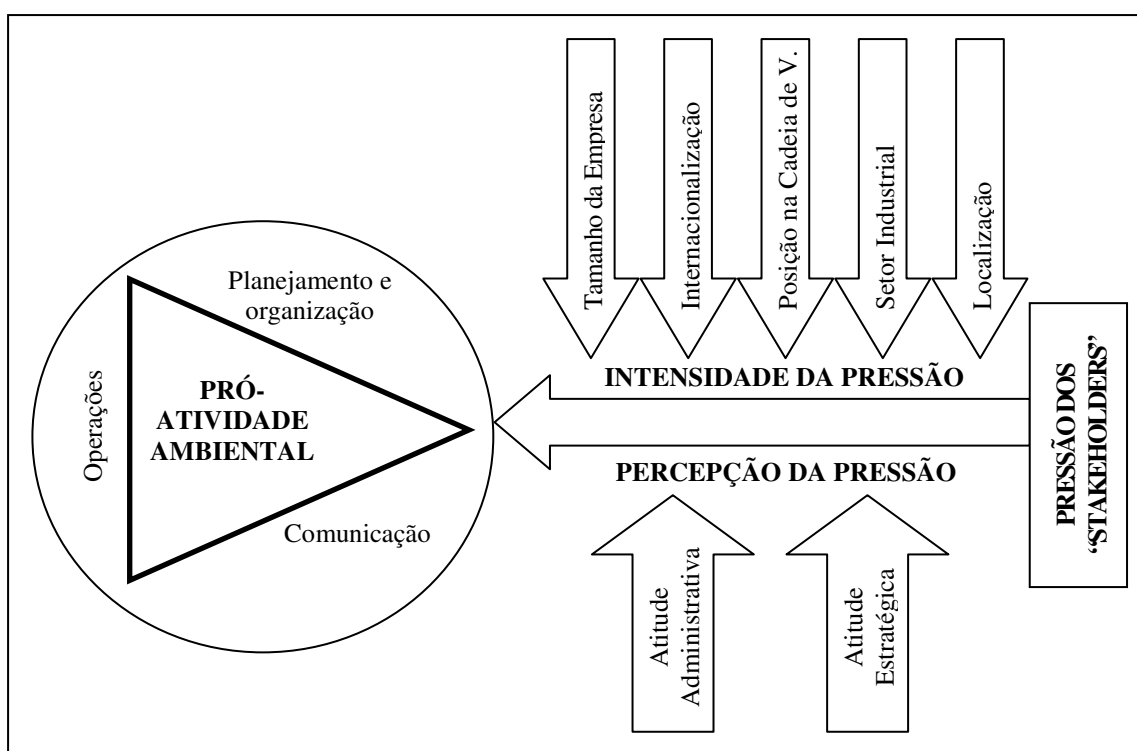 Planejamento e
organização
Operações
PRÓ-
ATIVIDADE
AMBIENTAL
Comunicação
Tamanho da Empresa
Internacionalização
Posição na Cadeia de V.
Setor Industrial
Localização
INTENSIDADE DA PRESSÃO
PERCEPÇÃO DA PRESSÃO
Atitude
Administrativa
Atitude
Estratégica
PRESSÃO DOS
“STAKEHOLDERS”